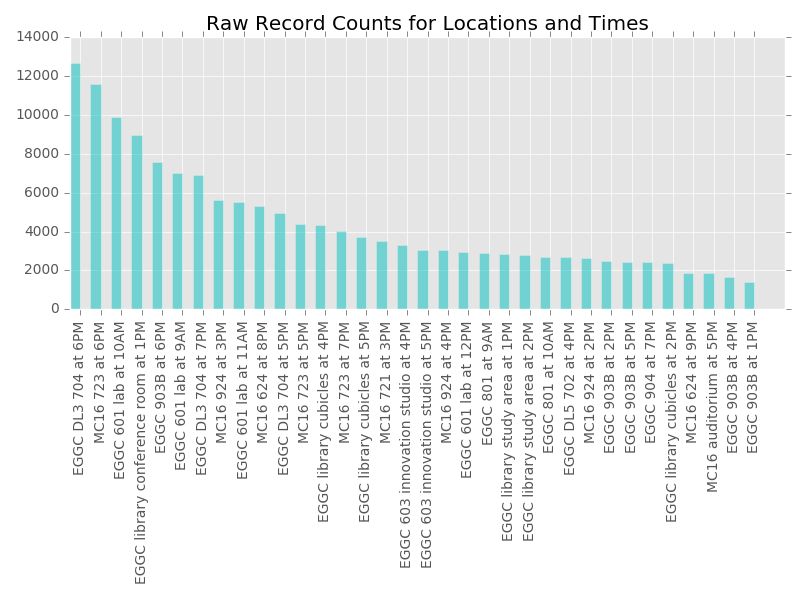 Raw Record Counts for Locations and Times
14000
12000
10000
8000
6000
4000
2000
0
EGGC DL3 704 at 6PM
MC16 723 at 6PM
EGGC 601 lab at 10AM
EGGC library conference room at 1PM
EGGC 903B at 6PM
EGGC 601 lab at 9AM
EGGC DL3 704 at 7PM
MC16 924 at 3PM
EGGC 601 lab at 11AM
MC16 624 at 8PM
EGGC DL3 704 at 5PM
MC16 723 at 5PM
EGGC library cubicles at 4PM
MC16 723 at 7PM
EGGC library cubicles at 5PM
MC16 721 at 3PM
EGGC 603 innovation studio at 4PM
EGGC 603 innovation studio at 5PM
MC16 924 at 4PM
EGGC 601 lab at 12PM
EGGC 801 at 9AM
EGGC library study area at 1PM
EGGC library study area at 2PM
EGGC 801 at 10AM
EGGC DL5 702 at 4PM
MC16 924 at 2PM
EGGC 903B at 2PM
EGGC 903B at 5PM
EGGC 904 at 7PM
EGGC library cubicles at 2PM
MC16 624 at 9PM
MC16 auditorium at 5PM
EGGC 903B at 4PM
EGGC 903B at 1PM